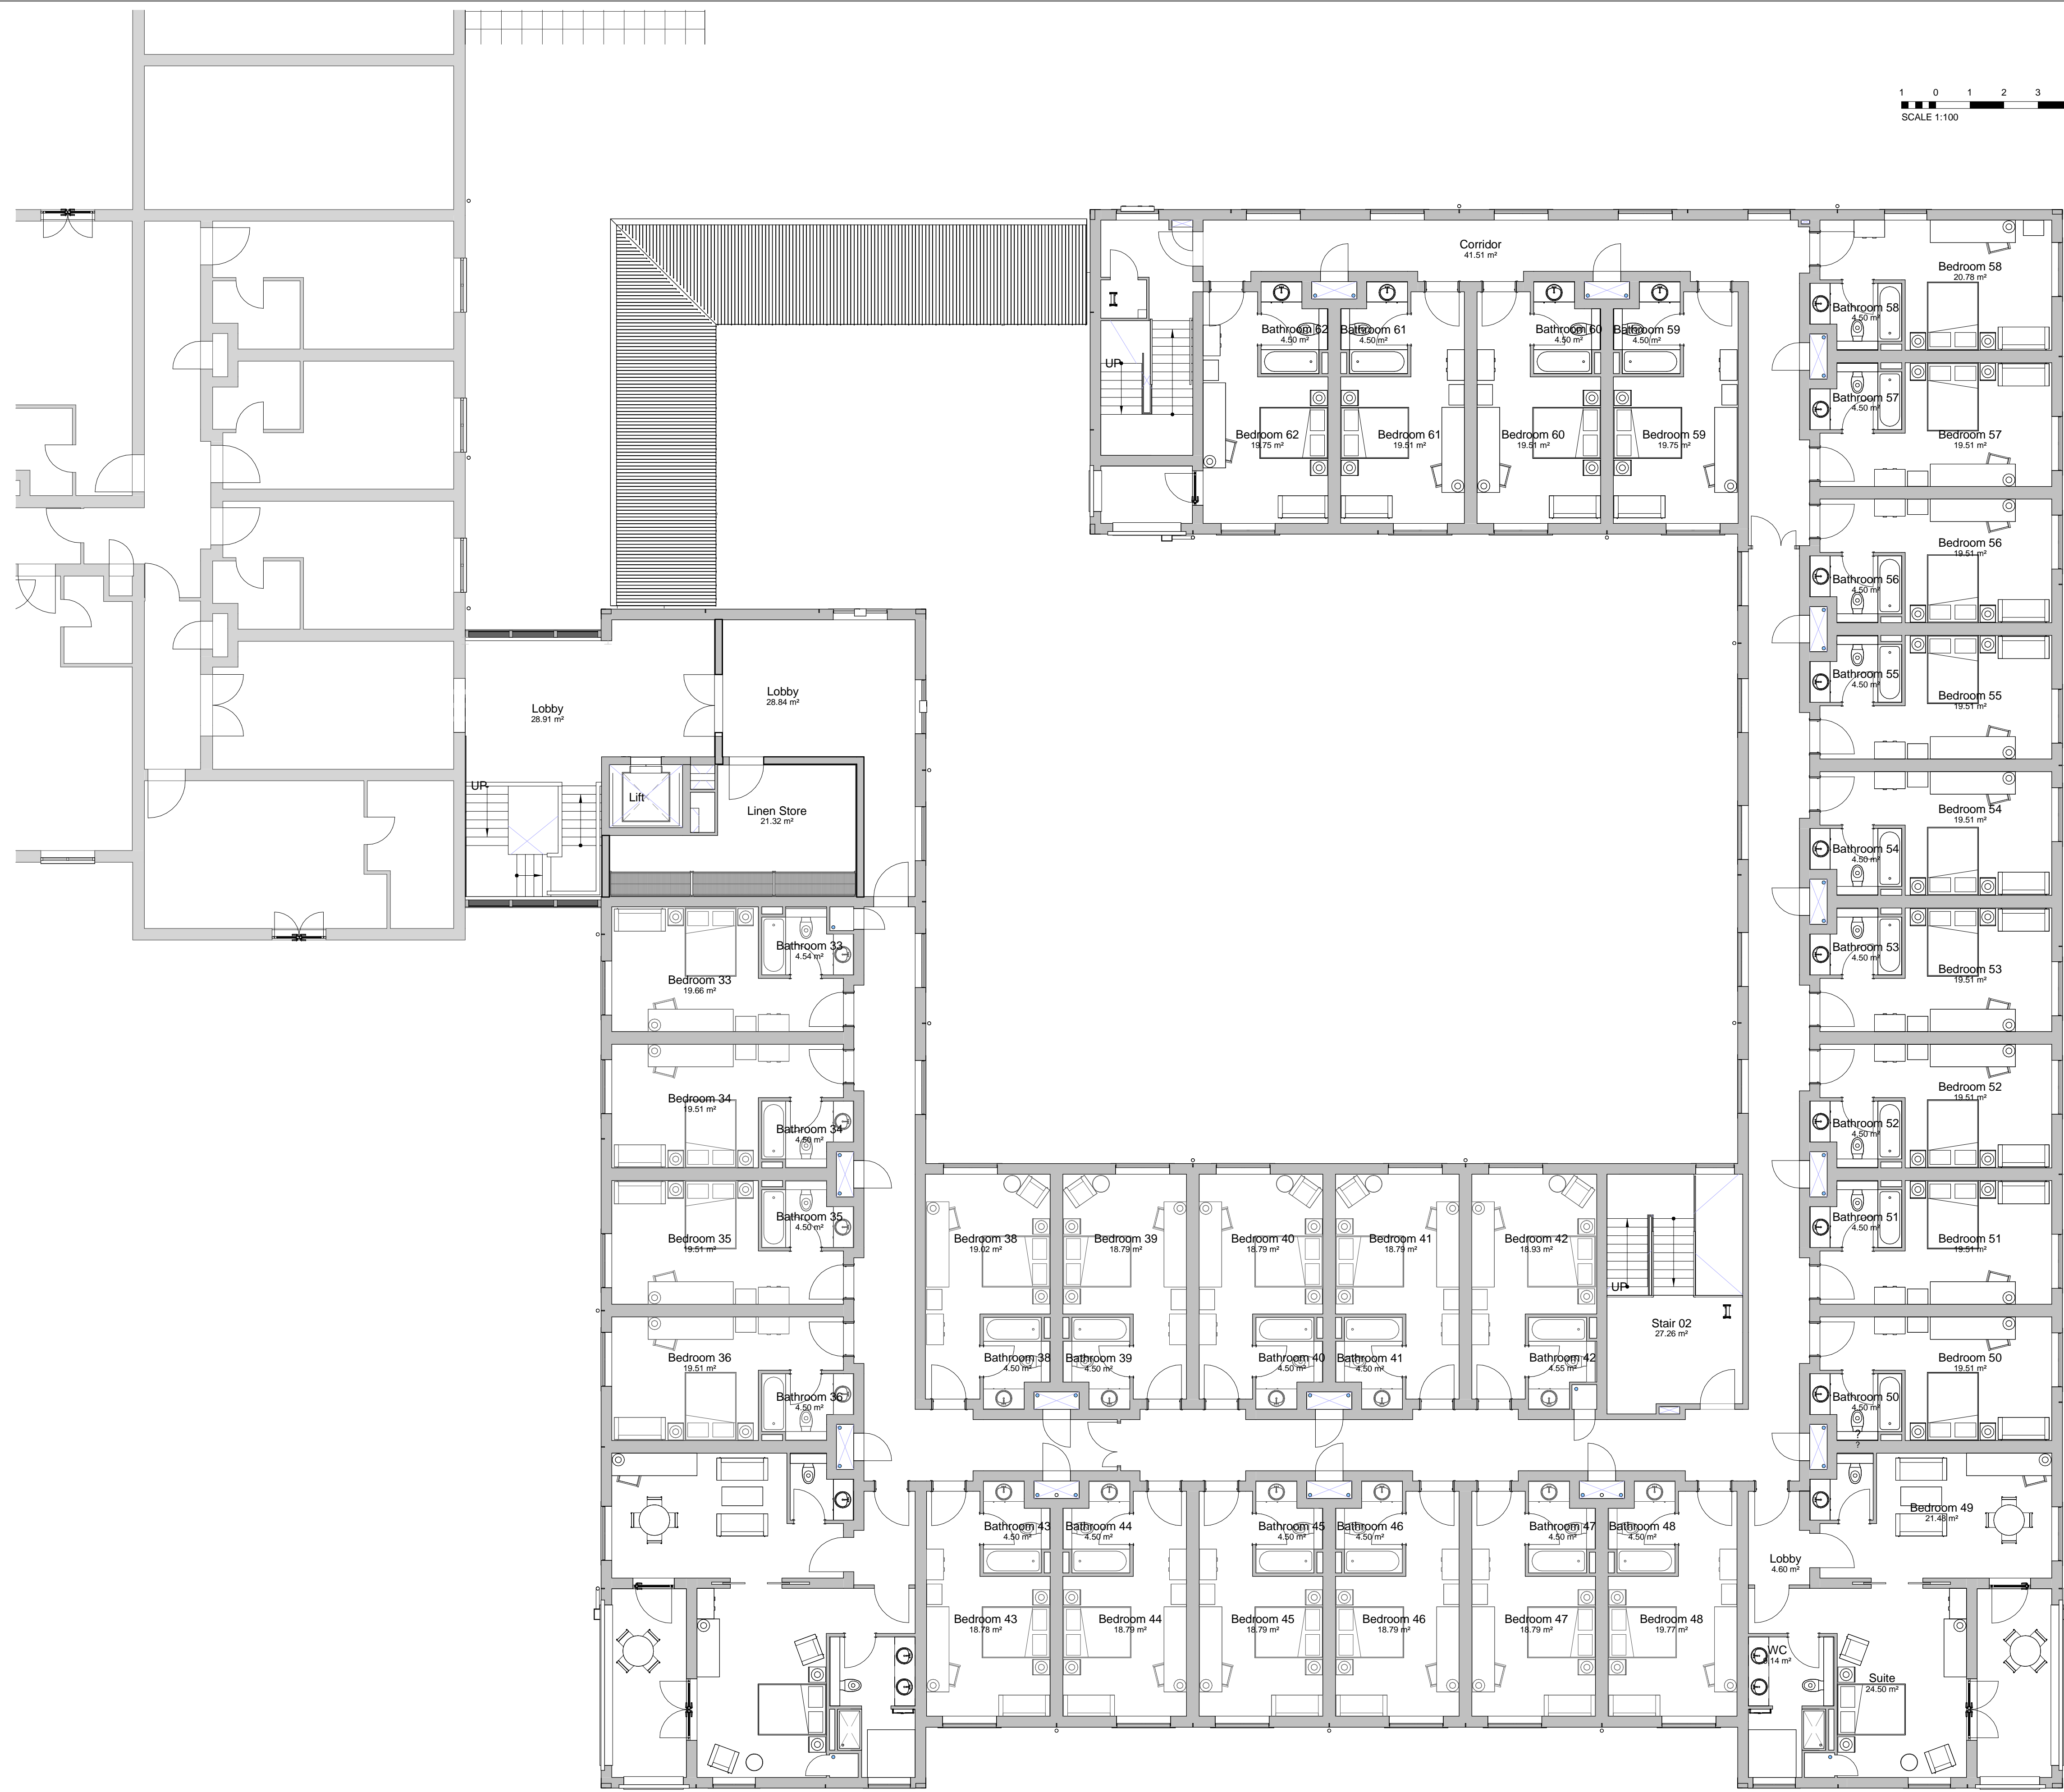 1 0 1 2 3
SCALE 1:100
Corridor
41.51 m²
Bedroom 58
20.78 m²
Bathroom 58
4.50 m²
Bathroom 62
4.50 m²
Bathroom 61
4.50 m²
Bathroom 60
4.50 m²
Bathroom 59
4.50 m²
UP
Bathroom 57
4.50 m²
Bedroom 62
19.75 m²
Bedroom 61
19.51 m²
Bedroom 60
19.51 m²
Bedroom 59
19.75 m²
Bedroom 57
19.51 m²
Bedroom 56
19.51 m²
Bathroom 56
4.50 m²
Bathroom 55
4.50 m²
Bedroom 55
19.51 m²
Lobby
28.91 m²
Lobby
28.84 m²
UP
Lift
Linen Store
21.32 m²
Bedroom 54
19.51 m²
Bathroom 54
4.50 m²
Bathroom 33
4.54 m²
Bedroom 33
19.66 m²
Bathroom 53
4.50 m²
Bedroom 53
19.51 m²
Bedroom 34
19.51 m²
Bathroom 34
4.50 m²
Bedroom 52
19.51 m²
Bathroom 52
4.50 m²
Bathroom 35
4.50 m²
Bedroom 35
19.51 m²
Bathroom 51
4.50 m²
Bedroom 51
19.51 m²
Bedroom 38
19.02 m²
Bedroom 39
18.79 m²
Bedroom 40
18.79 m²
Bedroom 41
18.79 m²
Bedroom 42
18.93 m²
UP
Stair 02
27.26 m²
Bedroom 36
19.51 m²
Bathroom 36
4.50 m²
Bathroom 38
4.50 m²
Bathroom 39
4.50 m²
Bathroom 40
4.50 m²
Bathroom 41
4.50 m²
Bathroom 42
4.55 m²
Bedroom 50
19.51 m²
Bathroom 50
4.50 m²
?
?
Bedroom 49
21.48 m²
Bathroom 43
4.50 m²
Bathroom 44
4.50 m²
Bathroom 45
4.50 m²
Bathroom 46
4.50 m²
Bathroom 47
4.50 m²
Bathroom 48
4.50 m²
Lobby
4.60 m²
Bedroom 43
18.78 m²
Bedroom 44
18.79 m²
Bedroom 45
18.79 m²
Bedroom 46
18.79 m²
Bedroom 47
18.79 m²
Bedroom 48
19.77 m²
WC
Suite
24.50 m²